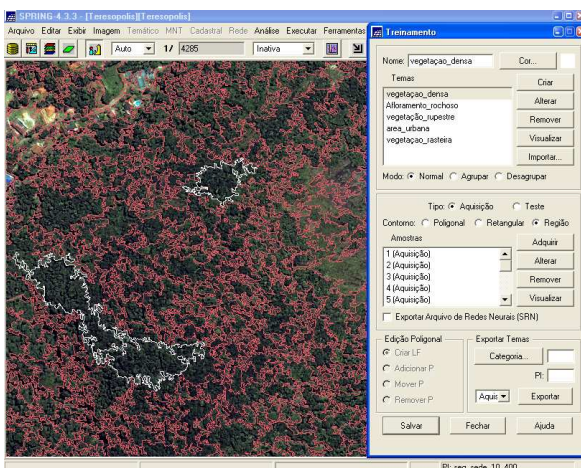 SPRING-4.3.3 - [Teresopolis][Teresopolis]
Arquivo Editar Exibir Imagem Temático MNT Cadastral Rede Análise Executar Ferramentas
Auto 1/ 4285 Inativa
Treinamento
Nome: vegetaçao_densa Cor...
Temas
vegetaçao_densa
Afloramento_rochoso
vegetação_rupestre
area_urbana
vegetaçao_rasteira
Criar
Alterar
Remover
Visualizar
Importar...
Modo: Normal Agrupar Desagrupar
Tipo: Aquisição Teste
Contorno: Poligonal Retangular Região
Amostras
1 (Aquisição)
2 (Aquisição)
3 (Aquisição)
4 (Aquisição)
5 (Aquisição)
Adquirir
Alterar
Remover
Visualizar
Exportar Arquivo de Redes Neurais (SRN)
Edição Poligonal
Criar LF
Adicionar P
Mover P
Remover P
Exportar Temas
Categoria...
PI:
Aquis Exportar
Salvar Fechar Ajuda
PI: seg_sede_10_400